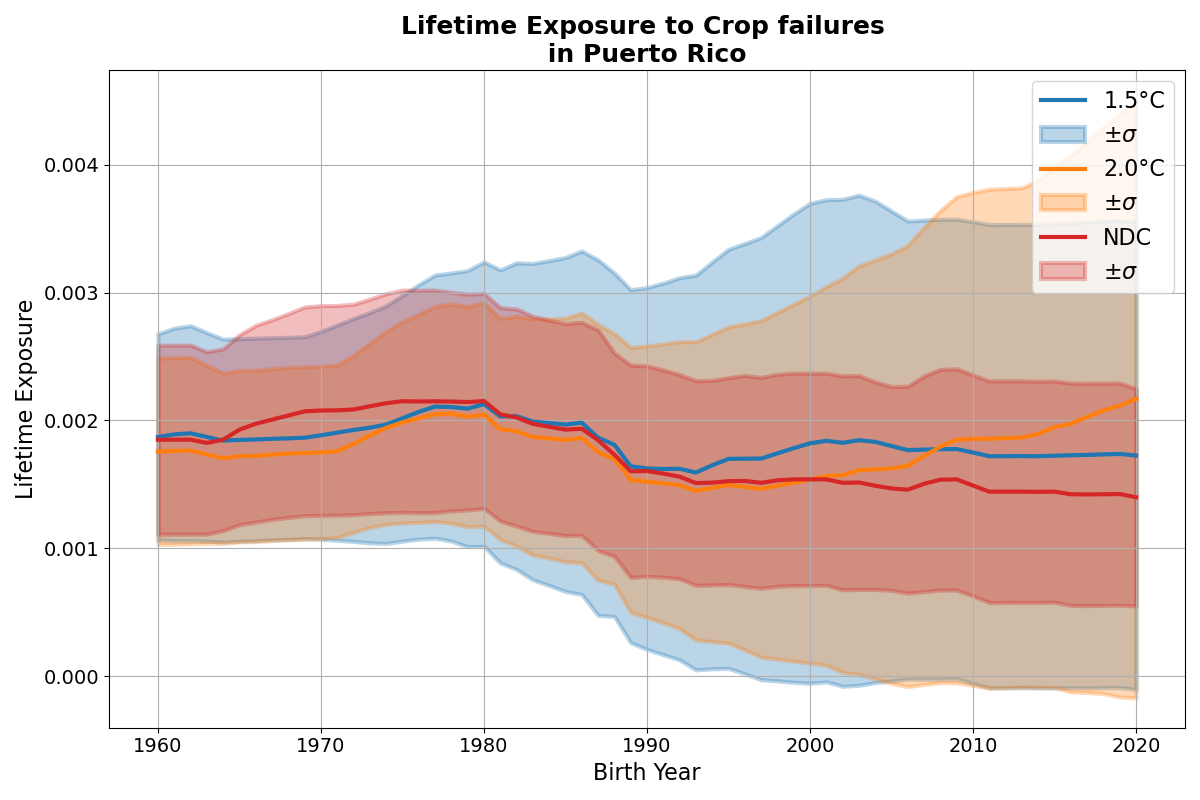 Lifetime Exposure to Crop failures
in Puerto Rico
Lifetime Exposure
0.004
0.003
0.002
0.001
0.000
1960 1970 1980 1990 2000 2010 2020
Birth Year
1.5°C
±σ
2.0°C
±σ
NDC
±σ